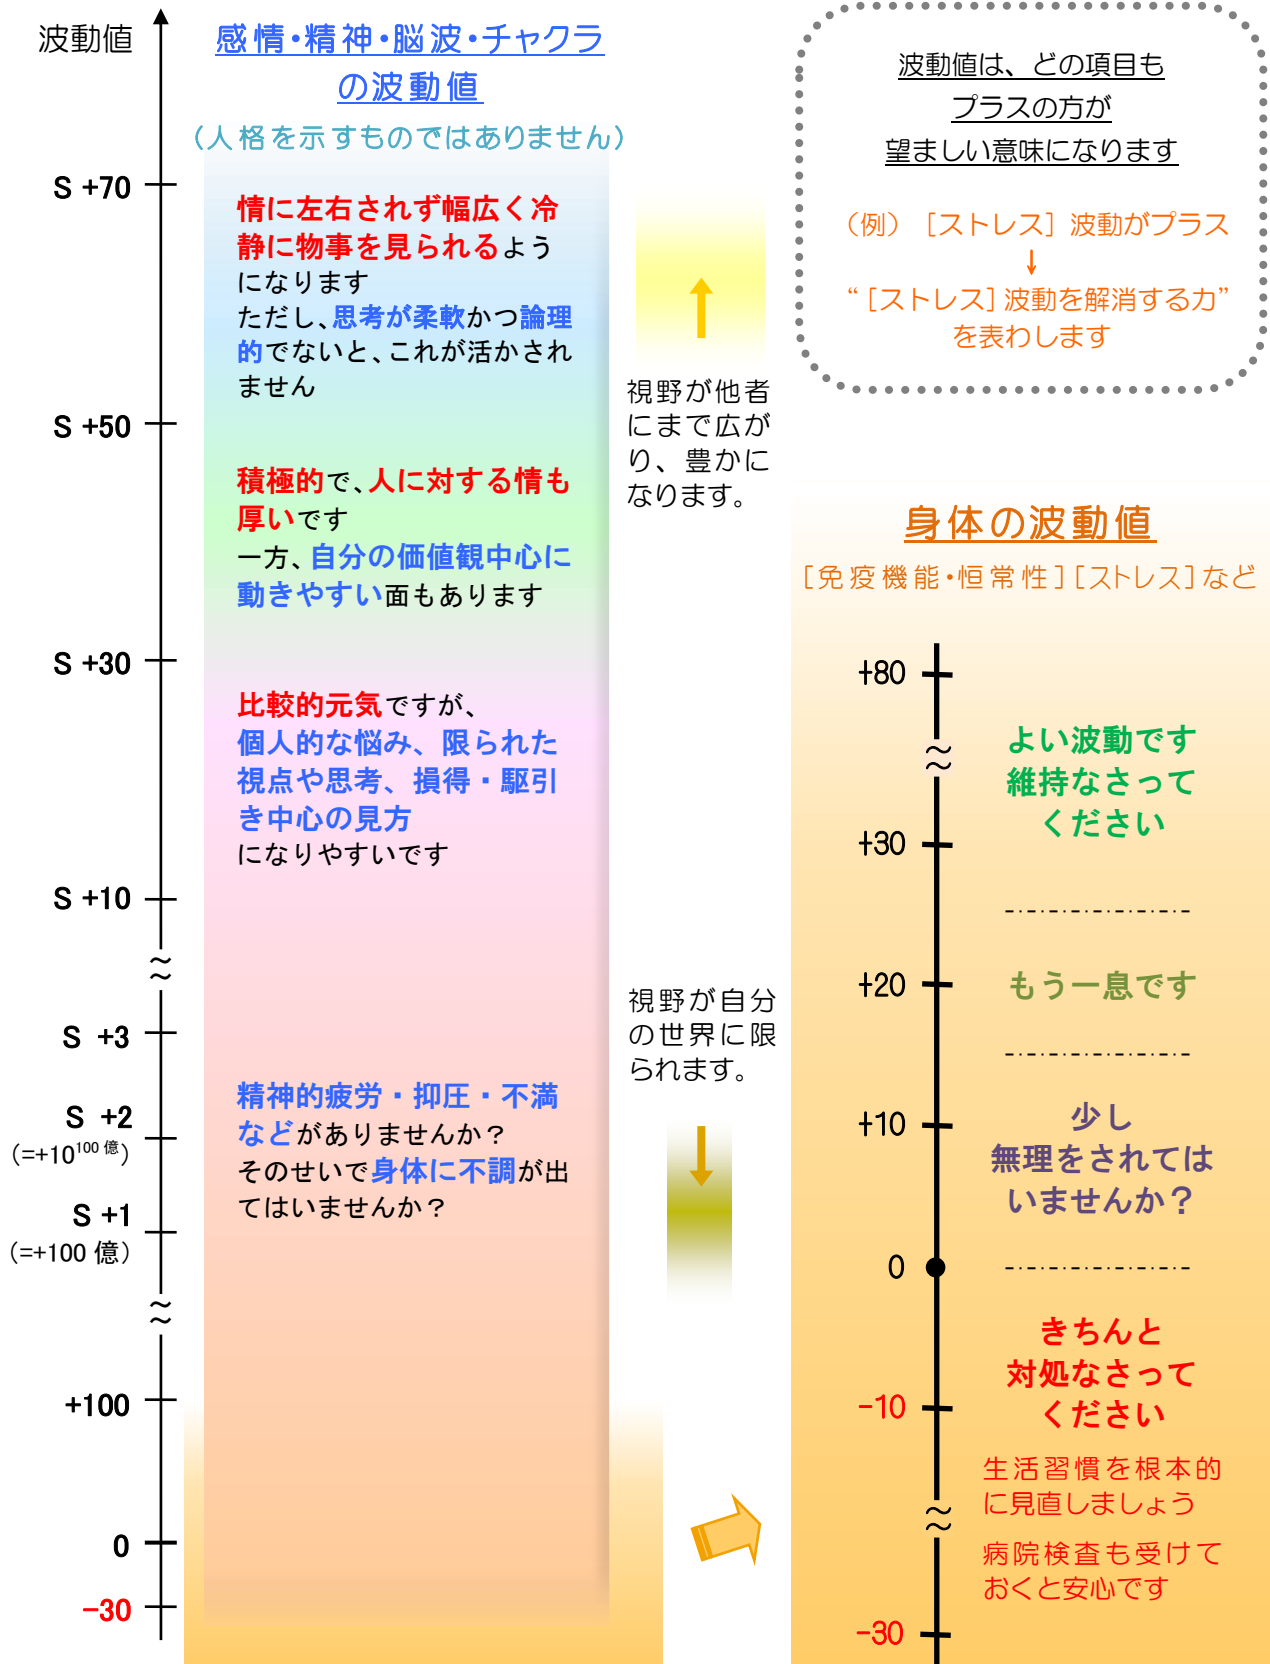 波動値
感情・精神・脳波・チャクラ
の波動値
（人格を示すものではありません）
S +70
S +50
S +30
S +10
≈
S +3
S +2
（=+10^100億）
S +1
（=+100 億）
≈
+100
0
-30
情に左右されず幅広く冷
静に物事を見られるよう
になります
ただし、思考が柔軟かつ論理
的でないと、これが活かされ
ません
積極的で、人に対する情も
厚いです
一方、自分の価値観中心に
動きやすい面もあります
比較的元気ですが、
個人的な悩み、限られた
視点や思考、損得・駆引
き中心の見方
になりやすいです
精神的疲労・抑圧・不満
などがありませんか？
そのせいで身体に不調が出
てはいませんか？
視野が他者
にまで広が
り、豊かに
なります。
視野が自分
の世界に限
られます。
波動値は、どの項目も
プラスの方が
望ましい意味になります
（例）［ストレス］波動がプラス
↓
“［ストレス］波動を解消する力”
を表わします
身体の波動値
［免疫機能・恒常性］［ストレス］など
+80
≈
+30
+20
+10
0
-10
≈
-30
よい波動です
維持なさって
ください
もう一息です
少し
無理をされては
いませんか？
きちんと
対処なさって
ください
生活習慣を根本的
に見直しましょう
病院検査も受けて
おくと安心です